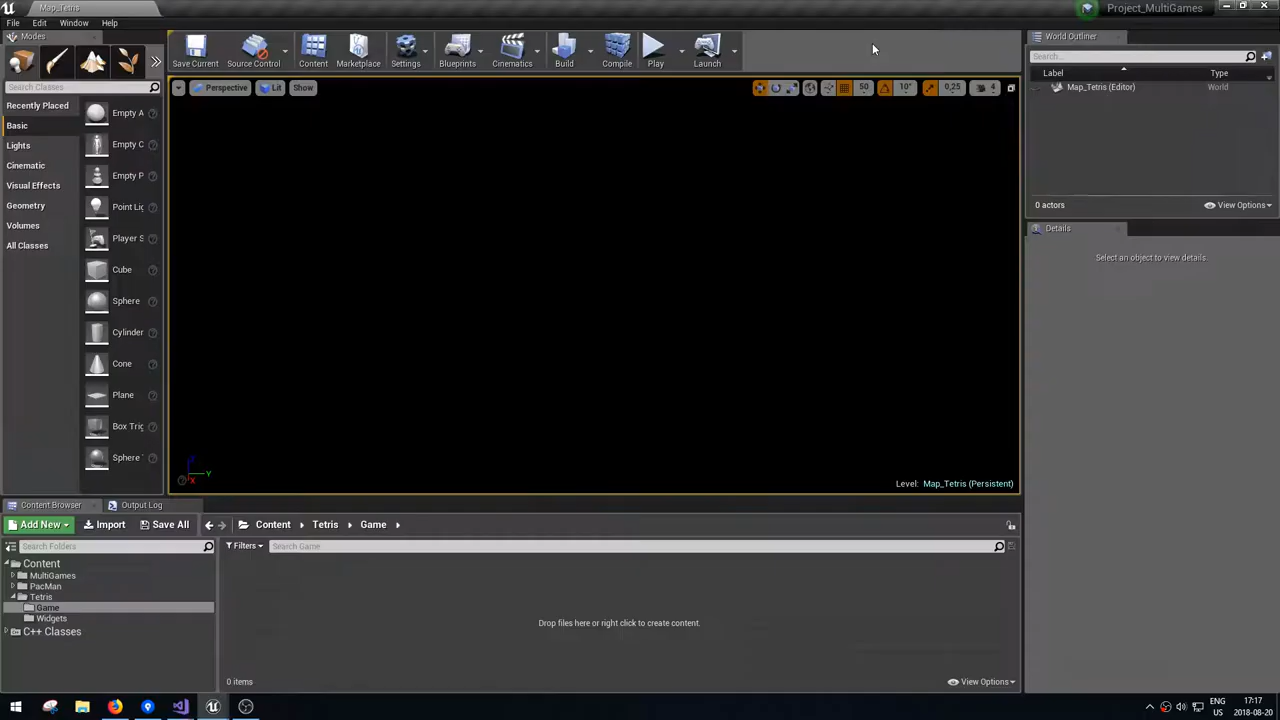 Map_Tetris
Project_MultiGames
File Edit Window Help
Modes
Search Classes
Recently Placed
Basic
Lights
Cinematic
Visual Effects
Geometry
Volumes
All Classes
Empty A
Empty C
Empty P
Point Lig
Player S
Cube
Sphere
Cylinder
Cone
Plane
Box Trig
Sphere
Save Current
Source Control
Content
Marketplace
Settings
Blueprints
Cinematics
Build
Compile
Play
Launch
Perspective
Lit
Show
50
10°
0,25
4
Z
Y
X
Level: Map_Tetris (Persistent)
World Outliner
Search...
Label Type
Map_Tetris (Editor) World
0 actors
View Options
Details
Select an object to view details.
Content Browser
Output Log
Add New
Import
Save All
Content
Tetris
Game
Search Folders
Filters
Search Game
Content
MultiGames
PacMan
Tetris
Game
Widgets
C++ Classes
Drop files here or right click to create content.
0 items
View Options
ENG
US
17:17
2018-08-20